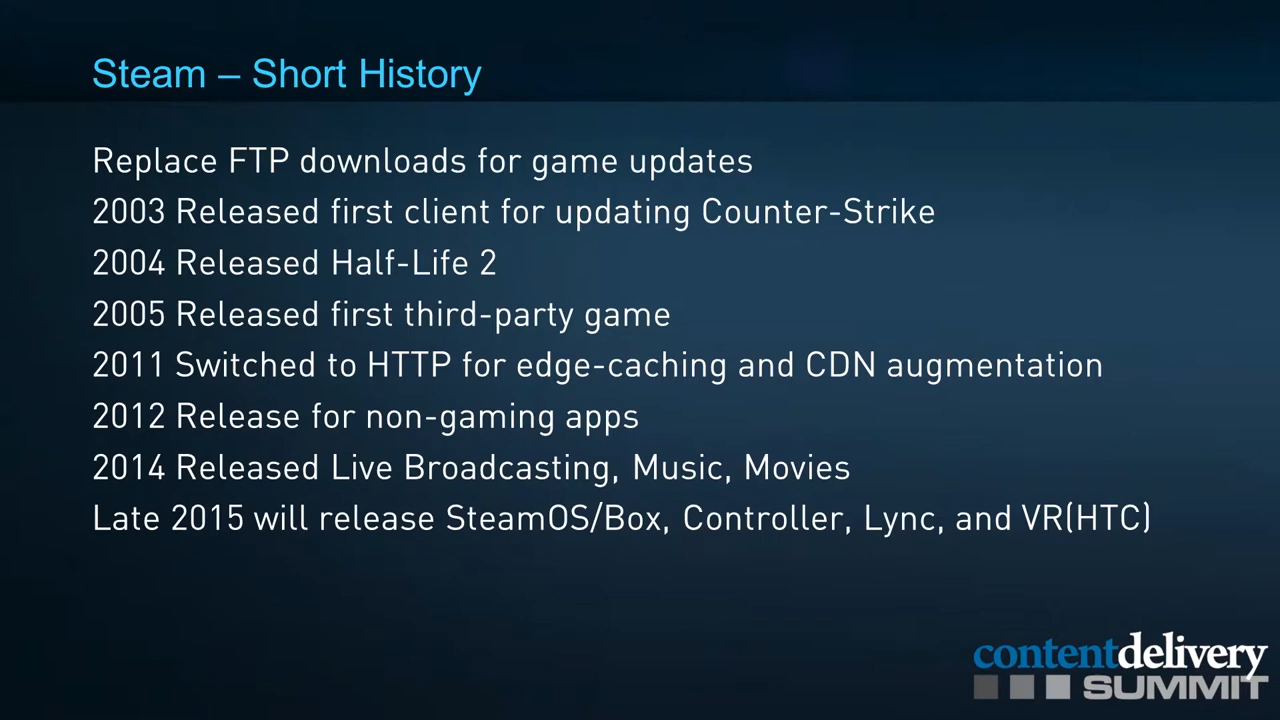 Steam – Short History
Replace FTP downloads for game updates
2003 Released first client for updating Counter-Strike
2004 Released Half-Life 2
2005 Released first third-party game
2011 Switched to HTTP for edge-caching and CDN augmentation
2012 Release for non-gaming apps
2014 Released Live Broadcasting, Music, Movies
Late 2015 will release SteamOS/Box, Controller, Lync, and VR(HTC)
contentdelivery
SUMMIT